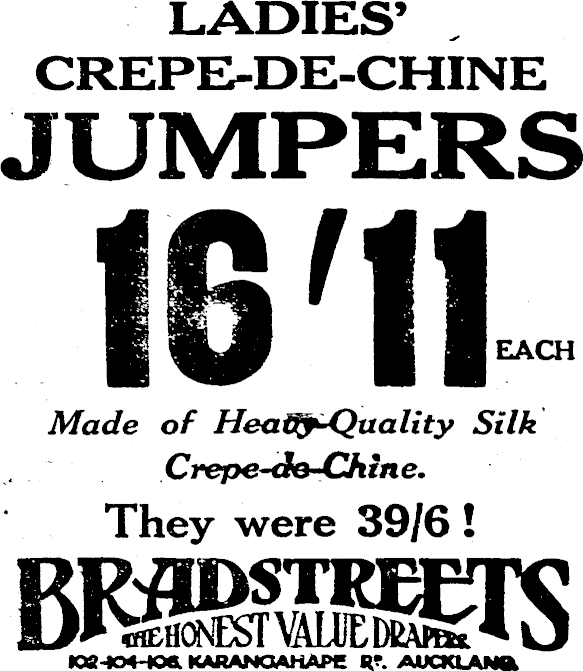 LADIES'
CREPE-DE-CHINE
JUMPERS
16'11
EACH
Made of Heavy-Quality Silk
Crepe-de-Chine.
They were 39/6!
BRADSTREETS
THE HONEST VALUE DRAPERS
102-104-106, KARANGAHAPE RD. AUCKLAND.